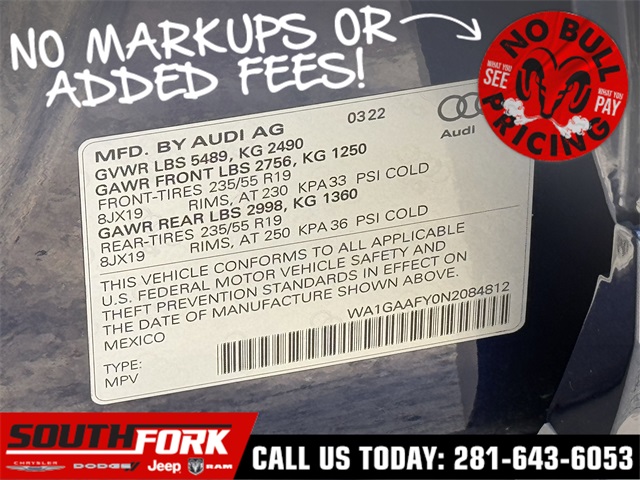 NO MARKUPS OR
ADDED FEES!
NO BULL
WHAT YOU
SEE
WHAT YOU
PAY
PRICING
MFD. BY AUDI AG
0322
Audi
GVWR LBS 5489, KG 2490
GAWR FRONT LBS 2756, KG 1250
FRONT-TIRES 235/55 R19
8JX19 RIMS, AT 230 KPA 33 PSI COLD
GAWR REAR LBS 2998, KG 1360
REAR-TIRES 235/55 R19
8JX19 RIMS, AT 250 KPA 36 PSI COLD
THIS VEHICLE CONFORMS TO ALL APPLICABLE
U.S. FEDERAL MOTOR VEHICLE SAFETY AND
THEFT PREVENTION STANDARDS IN EFFECT ON
THE DATE OF MANUFACTURE SHOWN ABOVE.
MEXICO
WA1GAAFY0N2084812
TYPE:
MPV
SOUTHFORK
CHRYSLER DODGE Jeep RAM
CALL US TODAY: 281-643-6053